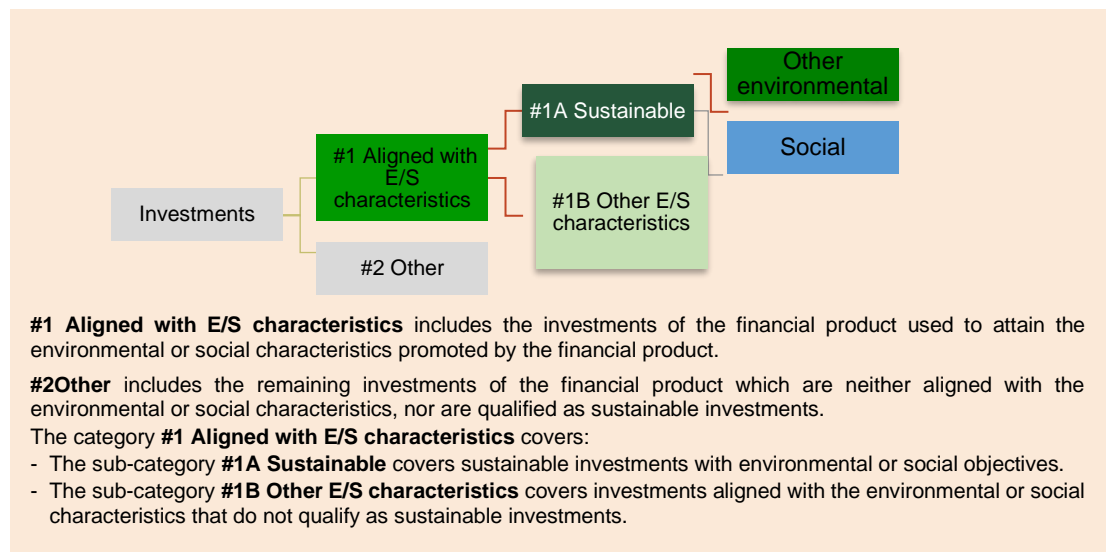 Other
environmental
#1A Sustainable
Social
#1 Aligned with
E/S
characteristics
#1B Other E/S
characteristics
Investments
#2 Other
#1 Aligned with E/S characteristics includes the investments of the financial product used to attain the
environmental or social characteristics promoted by the financial product.
#2Other includes the remaining investments of the financial product which are neither aligned with the
environmental or social characteristics, nor are qualified as sustainable investments.
The category #1 Aligned with E/S characteristics covers:
- The sub-category #1A Sustainable covers sustainable investments with environmental or social objectives.
- The sub-category #1B Other E/S characteristics covers investments aligned with the environmental or social
characteristics that do not qualify as sustainable investments.